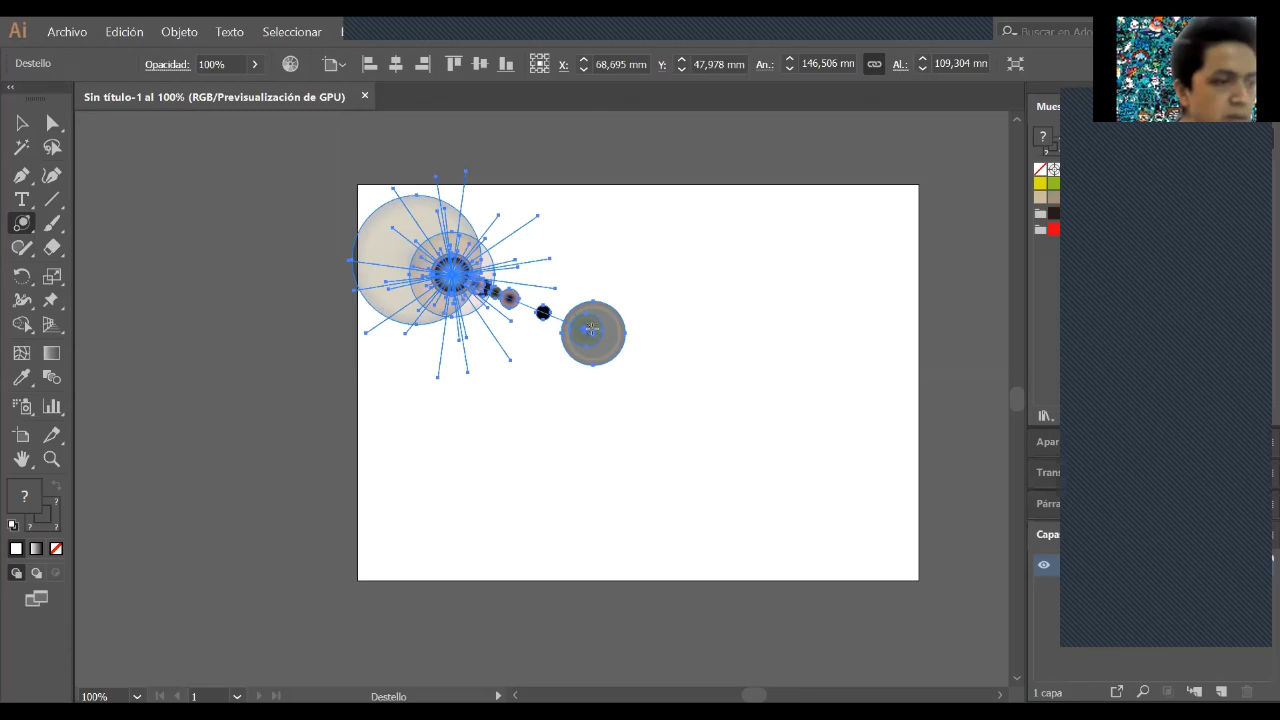 Ai Archivo Edición Objeto Texto Seleccionar
Buscar en Ado
Destello Opacidad: 100% X: 68,695 mm Y: 47,978 mm An.: 146,506 mm Al.: 109,304 mm
Sin título-1 al 100% (RGB/Previsualización de GPU) ×
Mues
?
T
?
?
?
?
Apar
Trans
Párra
Capa
100% 1 Destello
1 capa